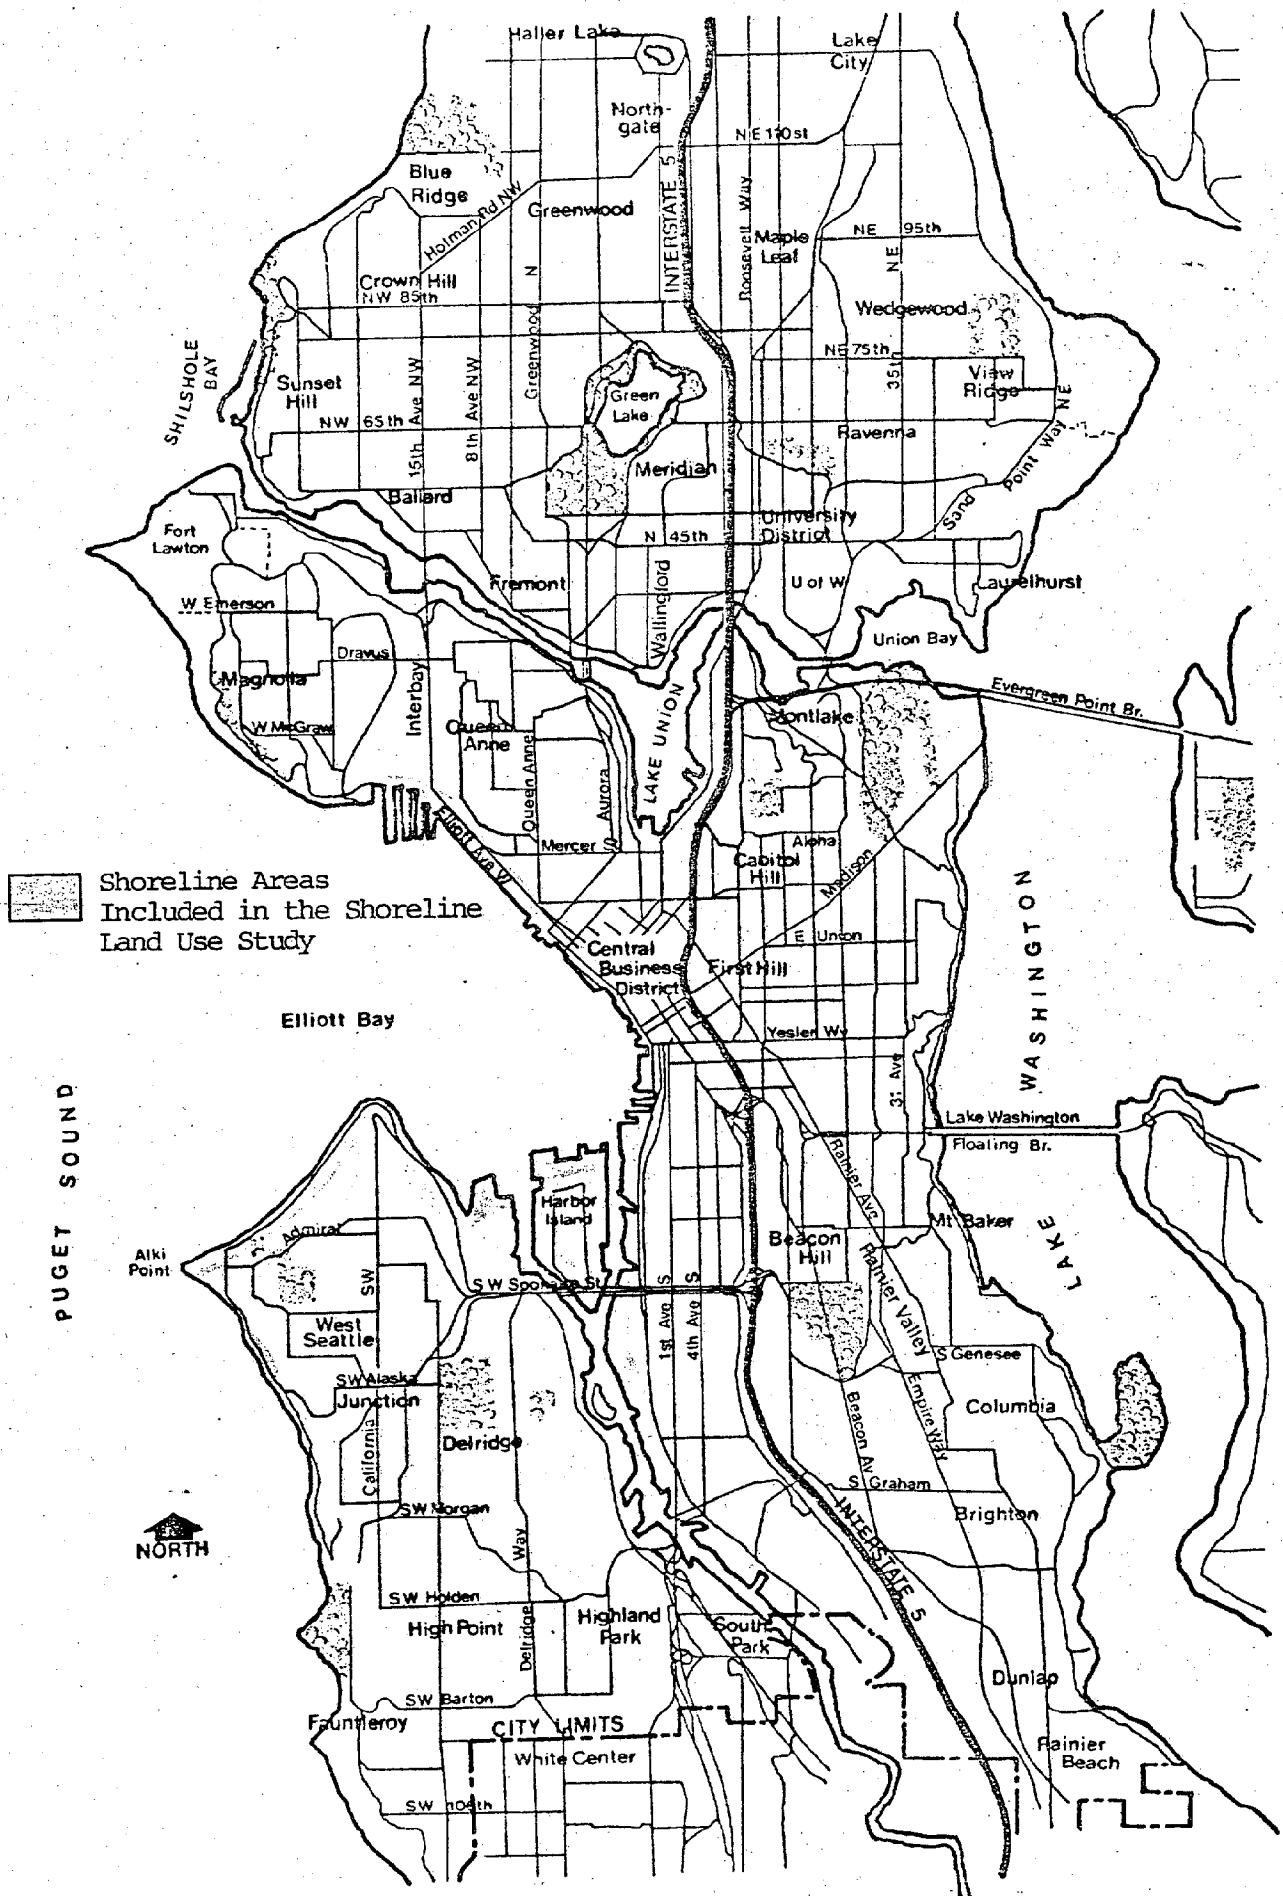 Haller Lake
Lake
City
North-
gate
NE 110st
Blue
Ridge
Holman Rd NW
Greenwood
INTERSTATE 5
Roosevelt Way
Maple
Leaf
NE 95th
NE
Crown Hill
NW 85th
Greenwood N
Wedgewood
SHILSHOLE
BAY
NE 75th
35th
Sunset
Hill
15th Ave NW
8th Ave NW
Green
Lake
View
Ridge
NW 65th
Ravenna
Sand Point Way NE
Meridian
Ballard
University
District
Fort
Lawton
N 45th
Fremont
Wallingford
U of W
Laurelhurst
W Emerson
Union Bay
Dravus
Magnolia
Interbay
Evergreen Point Br.
W McGraw
Queen
Anne
Queen Anne
Aurora
LAKE UNION
Montlake
Elliott Ave W
Mercer
Aloha
Capitol
Hill
Madison
Shoreline Areas
Included in the Shoreline
Land Use Study
E Union
Central
Business
District
First Hill
Elliott Bay
Yesler Wy
LAKE WASHINGTON
31 Ave
PUGET SOUND
Lake Washington
Floating Br.
Rainier Ave
Harbor
Island
Admiral
Alki
Point
Mt Baker
Beacon
Hill
Rainier Valley
SW Spokane St
SW
1st Ave S
4th Ave S
West
Seattle
S Genesee
SW Alaska
Junction
Empire Way
Beacon Av
Columbia
California
Delridge
S Graham
SW Morgan
Brighton
NORTH
INTERSTATE 5
SW Holden
Delridge Way
High Point
Highland
Park
South
Park
Dunlap
SW Barton
Fauntleroy
CITY LIMITS
White Center
Rainier
Beach
SW 106th